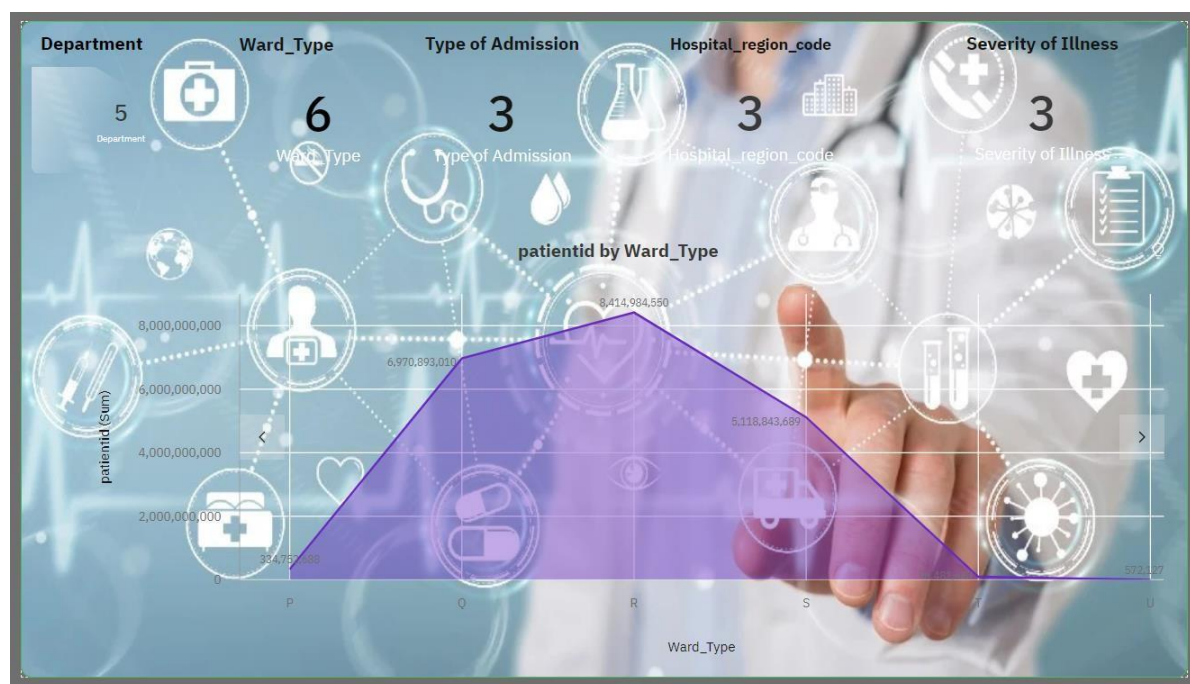 Department
Ward_Type
Type of Admission
Hospital_region_code
Severity of Illness
5
Department
6
Ward_Type
3
Type of Admission
3
Hospital_region_code
3
Severity of Illness
patientid by Ward_Type
8,414,984,550
8,000,000,000
6,970,893,010
6,000,000,000
5,118,843,689
4,000,000,000
2,000,000,000
572,127
0
P
Q
R
S
T
U
patientid (Sum)
Ward_Type